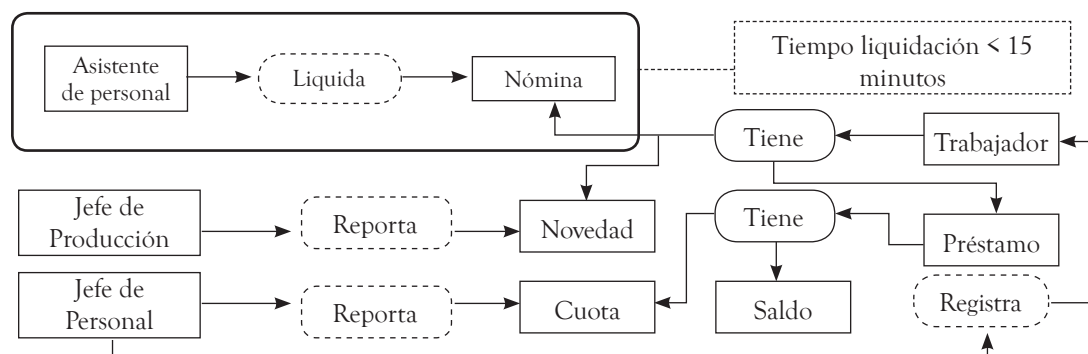 Asistente
de personal
Liquida
Nómina
Tiempo liquidación < 15
minutos
Tiene
Trabajador
Jefe de
Producción
Reporta
Novedad
Tiene
Préstamo
Jefe de
Personal
Reporta
Cuota
Saldo
Registra